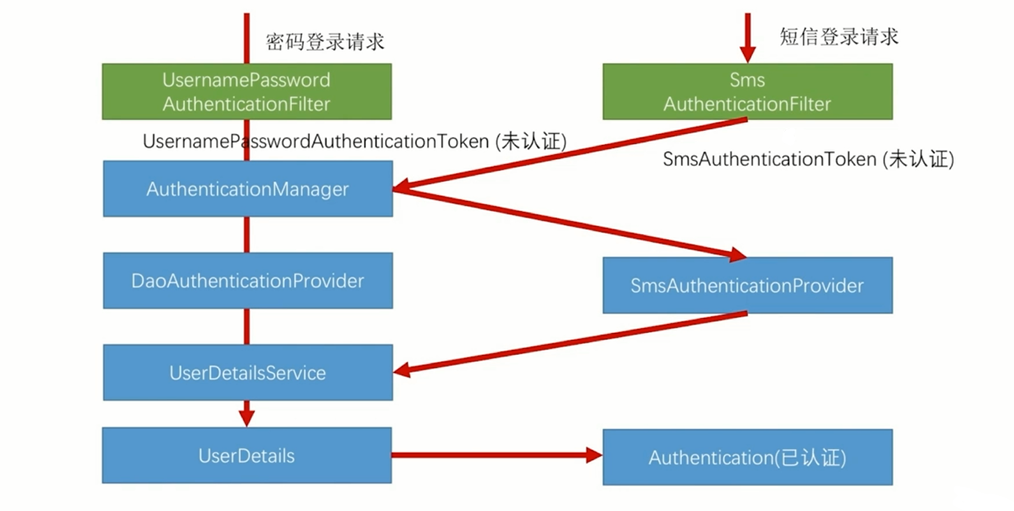 密码登录请求
短信登录请求
UsernamePassword
AuthenticationFilter
Sms
AuthenticationFilter
UsernamePasswordAuthenticationToken (未认证)
SmsAuthenticationToken (未认证)
AuthenticationManager
DaoAuthenticationProvider
SmsAuthenticationProvider
UserDetailsService
UserDetails
Authentication(已认证)